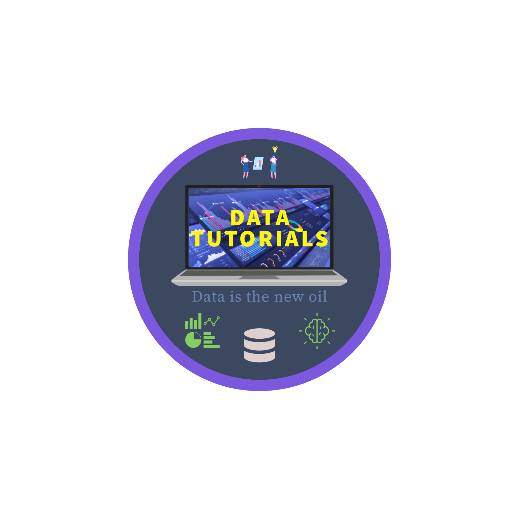 DATA
TUTORIALS
Data is the new oil